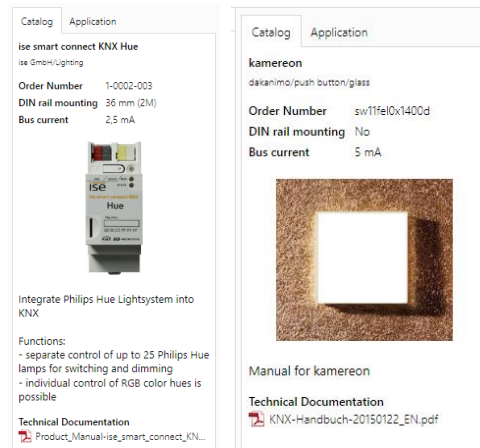 Catalog
Application
ise smart connect KNX Hue
ise GmbH/Lighting
Order Number 1-0002-003
DIN rail mounting 36 mm (2M)
Bus current 2,5 mA
ise
ise smart connect KNX
Hue
Integrate Philips Hue Lightsystem into
KNX
Functions:
- separate control of up to 25 Philips Hue
lamps for switching and dimming
- individual control of RGB color hues is
possible
Technical Documentation
Product_Manual-ise_smart_connect_KN...
Catalog
Application
kamereon
dakanimo/push button/glass
Order Number sw11fel0x1400d
DIN rail mounting No
Bus current 5 mA
Manual for kamereon
Technical Documentation
KNX-Handbuch-20150122_EN.pdf